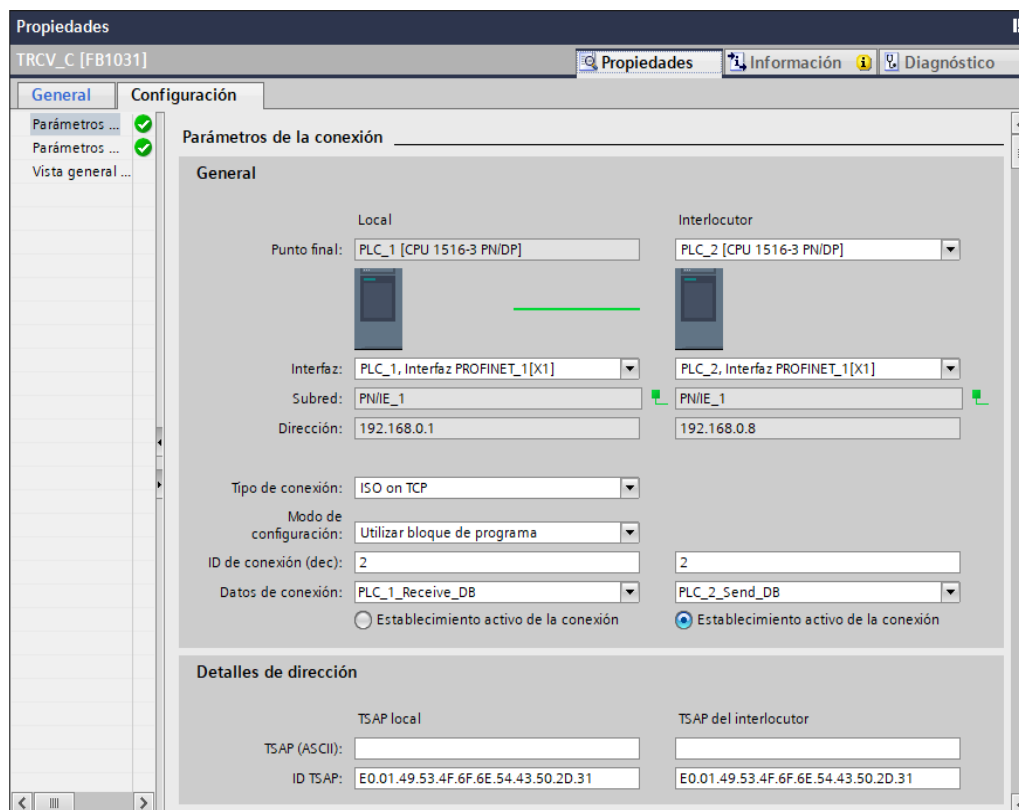 Propiedades
TRCV_C [FB1031]
Propiedades Información Diagnóstico
General Configuración
Parámetros ...
Parámetros ...
Vista general ...
Parámetros de la conexión
General
Local Interlocutor
Punto final: PLC_1 [CPU 1516-3 PN/DP] PLC_2 [CPU 1516-3 PN/DP]
Interfaz: PLC_1, Interfaz PROFINET_1[X1] PLC_2, Interfaz PROFINET_1[X1]
Subred: PN/IE_1 PN/IE_1
Dirección: 192.168.0.1 192.168.0.8
Tipo de conexión: ISO on TCP
Modo de
configuración: Utilizar bloque de programa
ID de conexión (dec): 2 2
Datos de conexión: PLC_1_Receive_DB PLC_2_Send_DB
Establecimiento activo de la conexión Establecimiento activo de la conexión
Detalles de dirección
TSAP local TSAP del interlocutor
TSAP (ASCII):
ID TSAP: E0.01.49.53.4F.6F.6E.54.43.50.2D.31 E0.01.49.53.4F.6F.6E.54.43.50.2D.31